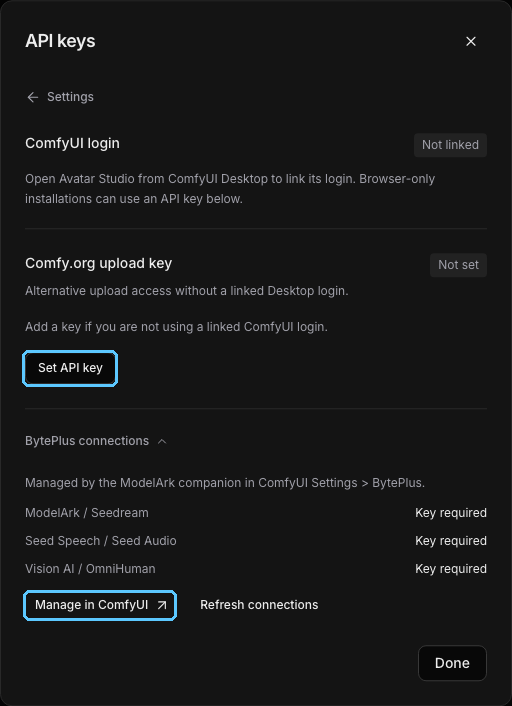 API keys
Settings
ComfyUI login
Not linked
Open Avatar Studio from ComfyUI Desktop to link its login. Browser-only
installations can use an API key below.
Comfy.org upload key
Not set
Alternative upload access without a linked Desktop login.
Add a key if you are not using a linked ComfyUI login.
Set API key
BytePlus connections
Managed by the ModelArk companion in ComfyUI Settings > BytePlus.
ModelArk / Seedream Key required
Seed Speech / Seed Audio Key required
Vision AI / OmniHuman Key required
Manage in ComfyUI Refresh connections
Done